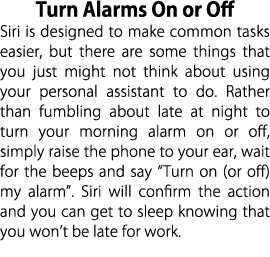 Turn Alarms On or Off
Siri is designed to make common tasks
easier, but there are some things that
you just might not think about using
your personal assistant to do. Rather
than fumbling about late at night to
turn your morning alarm on or off,
simply raise the phone to your ear, wait
for the beeps and say “Turn on (or off)
my alarm”. Siri will confirm the action
and you can get to sleep knowing that
you won’t be late for work.